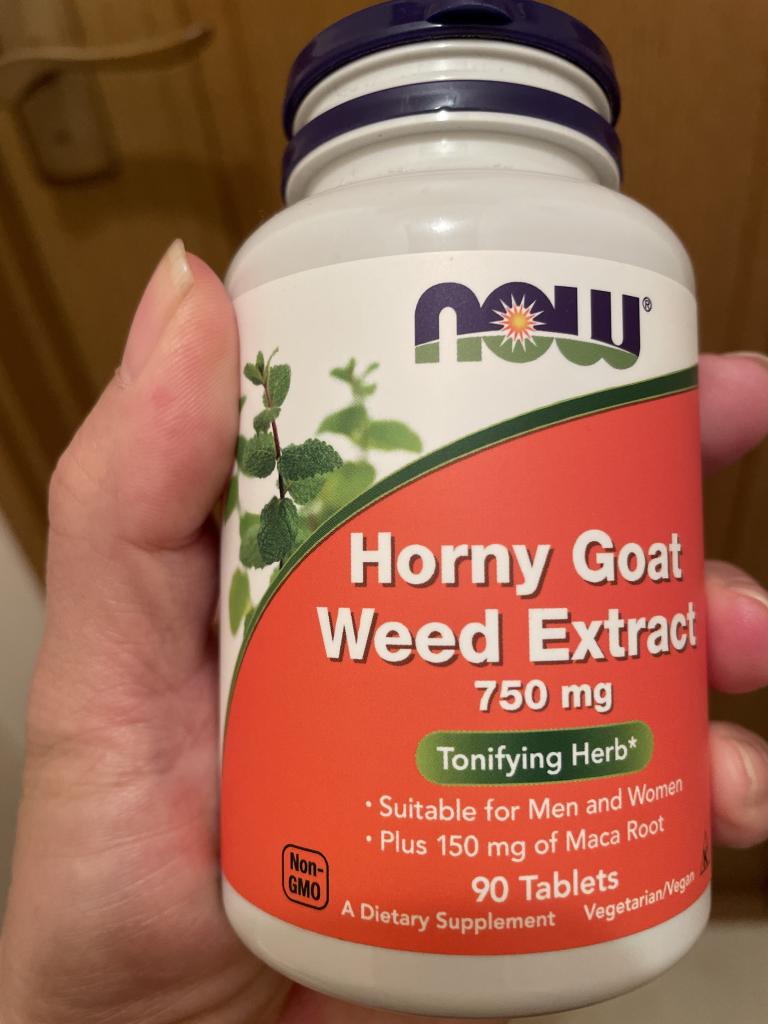 NOW®
Horny Goat
Weed Extract
750 mg
Tonifying Herb*
• Suitable for Men and Women
• Plus 150 mg of Maca Root
Non-
GMO
90 Tablets
A Dietary Supplement Vegetarian/Vegan